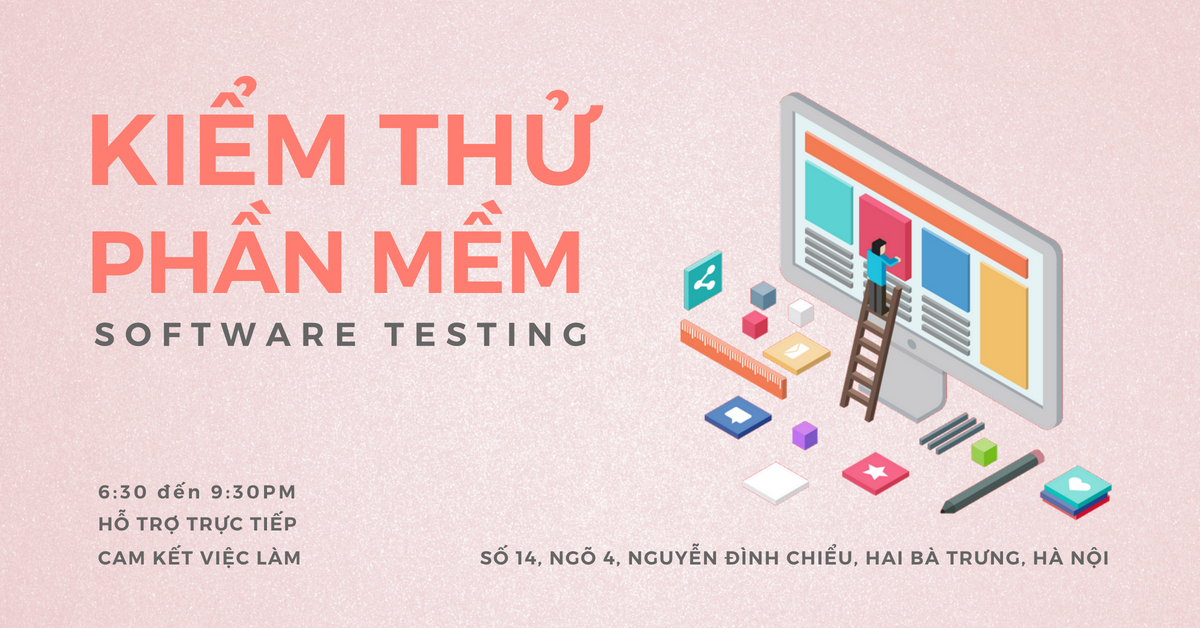 KIỂM THỬ
PHẦN MỀM
SOFTWARE TESTING
6:30 đến 9:30PM
HỖ TRỢ TRỰC TIẾP
CAM KẾT VIỆC LÀM
SỐ 14, NGÕ 4, NGUYỄN ĐÌNH CHIỂU, HAI BÀ TRƯNG, HÀ NỘI